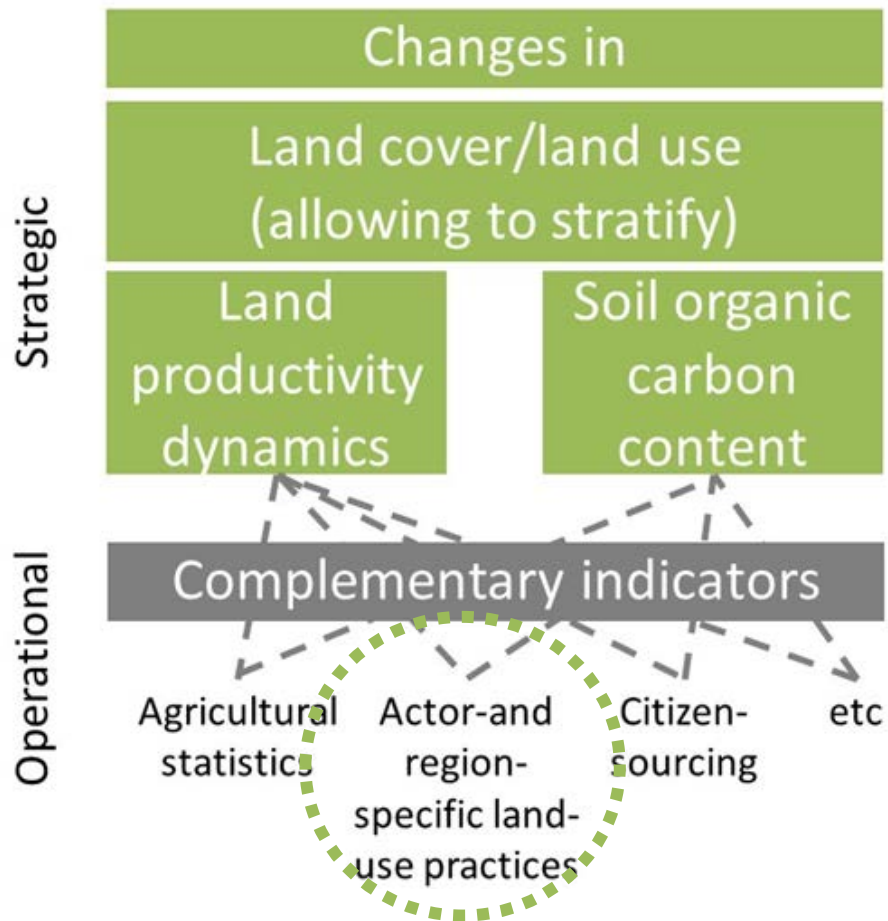 Changes in
Land cover/land use
(allowing to stratify)
Strategic
Land
productivity
dynamics
Soil organic
carbon
content
Operational
Complementary indicators
Agricultural
statistics
Actor-and
region-
specific land-
use practices
Citizen-
sourcing
etc